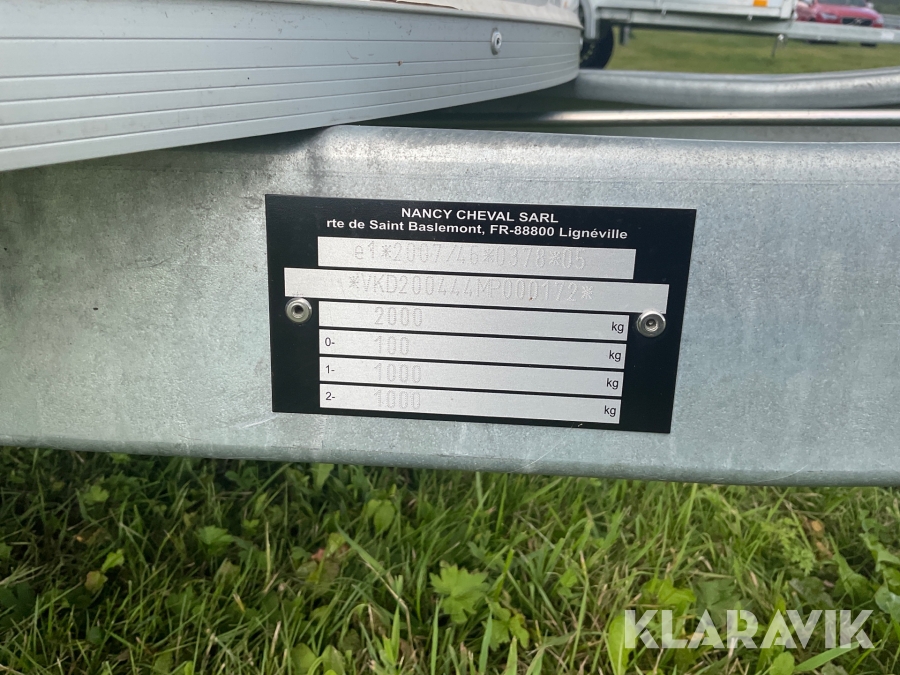 NANCY CHEVAL SARL
rte de Saint Baslemont, FR-88800 Lignéville
e1*2007/46*0378*05
*VKD200444MP000172*
2000 kg
0- 100 kg
1- 1000 kg
2- 1000 kg
KLARAVIK